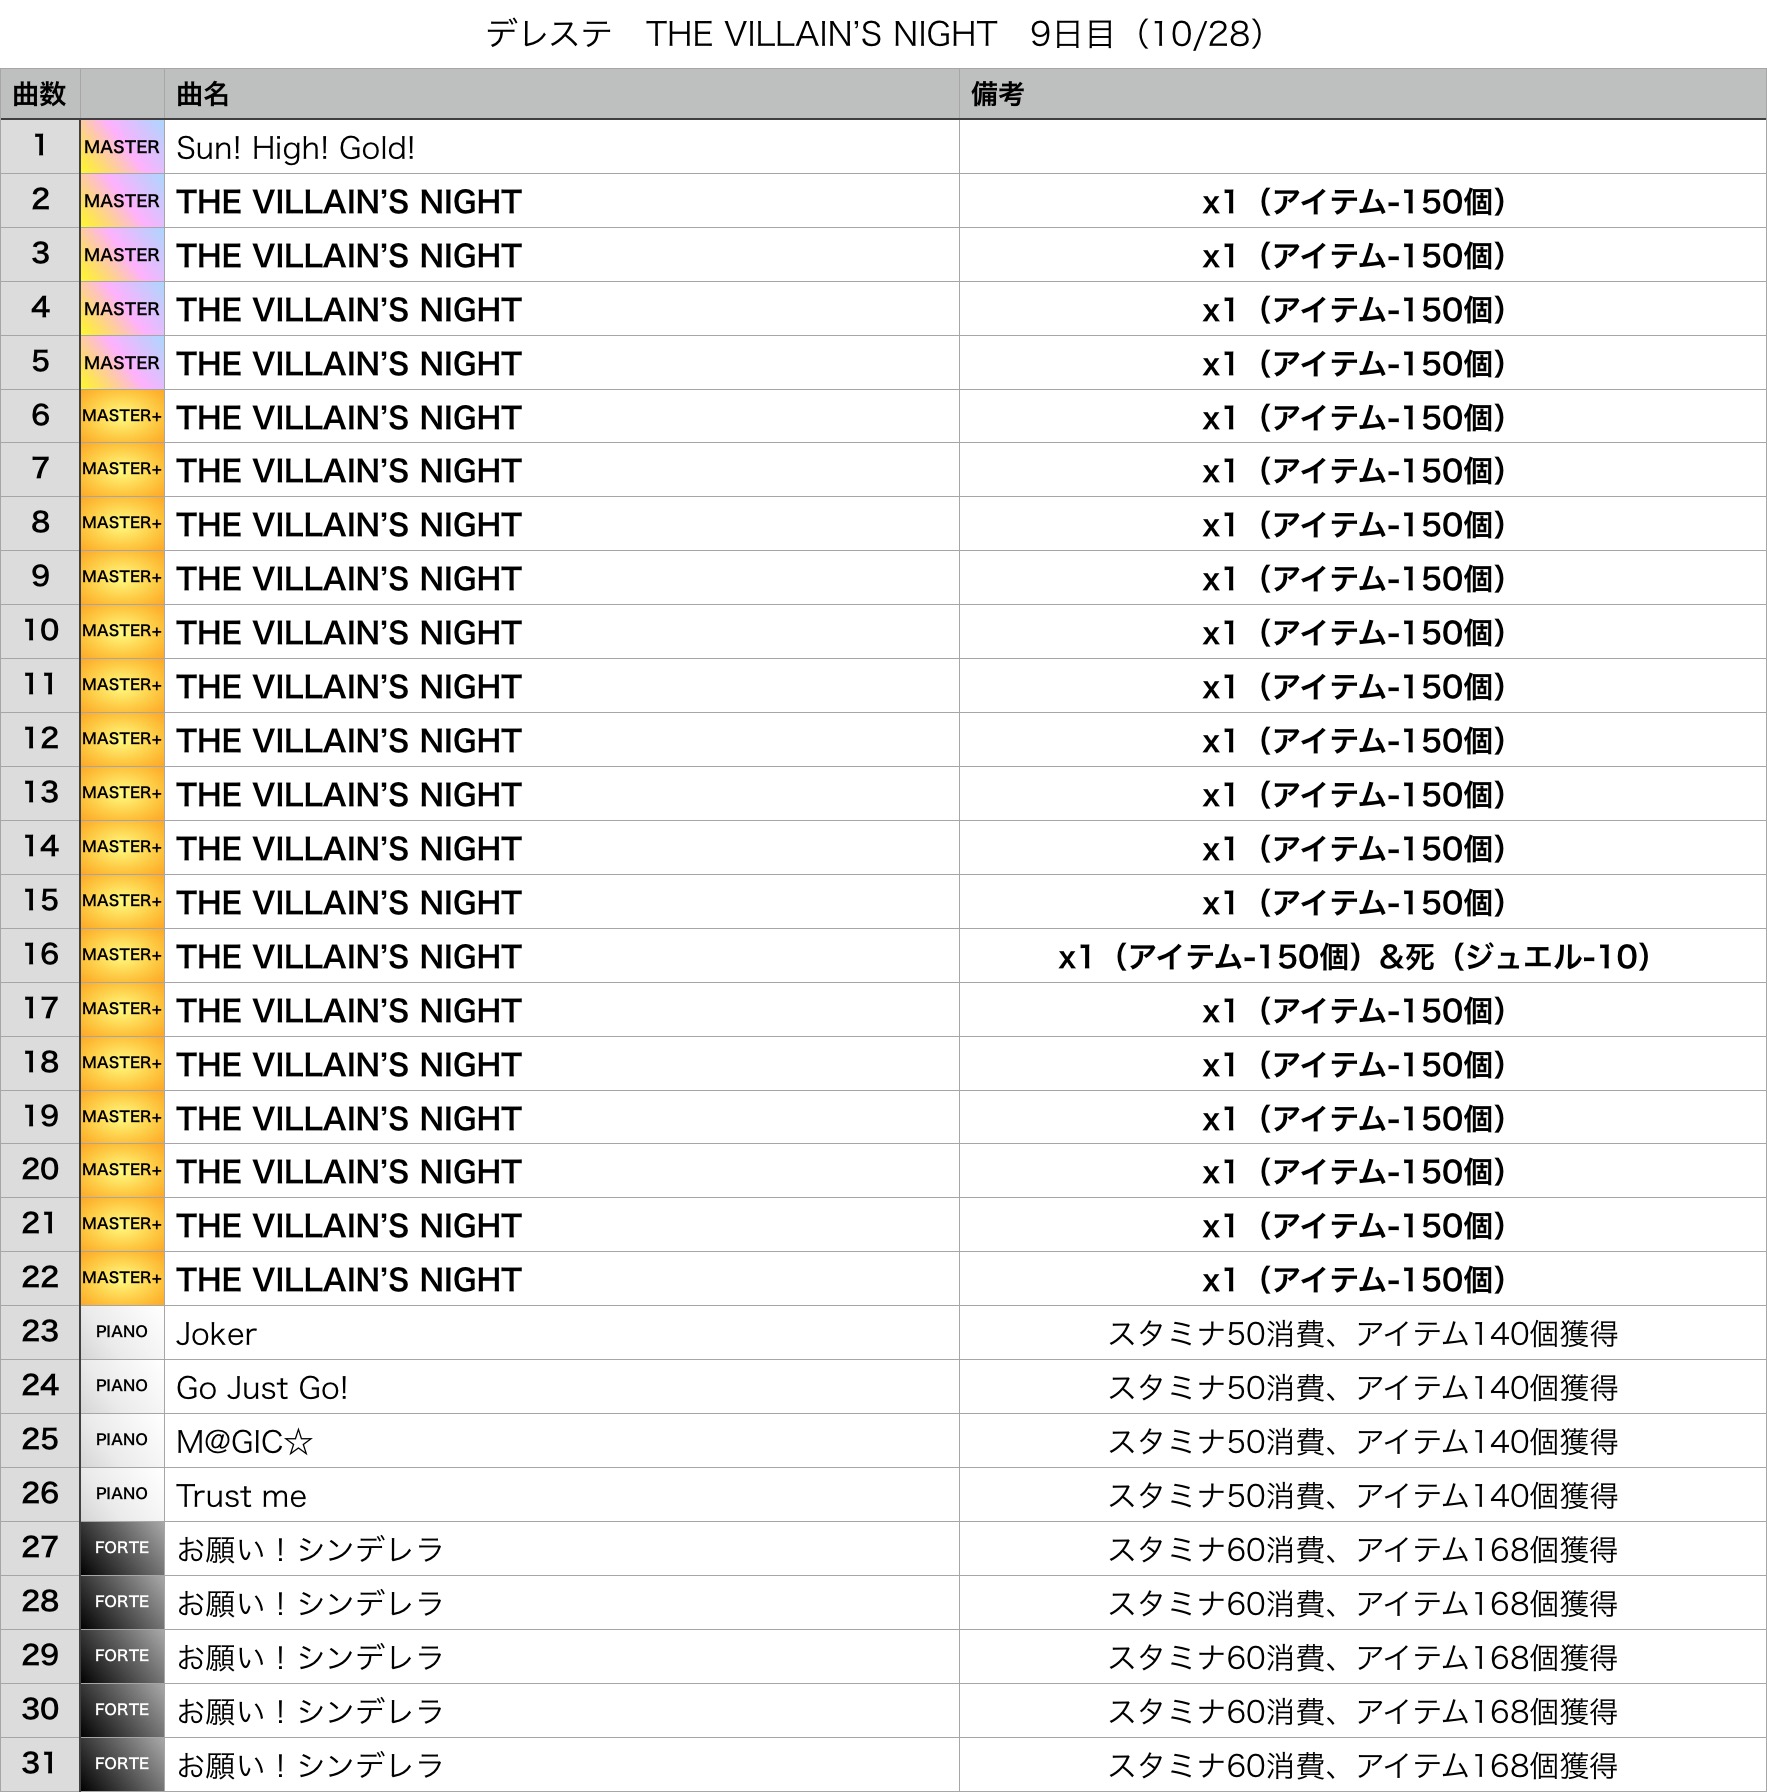 デレステ　THE VILLAIN’S NIGHT　9日目（10/28）
曲数 曲名 備考
1 MASTER Sun! High! Gold!
2 MASTER THE VILLAIN’S NIGHT x1（アイテム-150個）
3 MASTER THE VILLAIN’S NIGHT x1（アイテム-150個）
4 MASTER THE VILLAIN’S NIGHT x1（アイテム-150個）
5 MASTER THE VILLAIN’S NIGHT x1（アイテム-150個）
6 MASTER+ THE VILLAIN’S NIGHT x1（アイテム-150個）
7 MASTER+ THE VILLAIN’S NIGHT x1（アイテム-150個）
8 MASTER+ THE VILLAIN’S NIGHT x1（アイテム-150個）
9 MASTER+ THE VILLAIN’S NIGHT x1（アイテム-150個）
10 MASTER+ THE VILLAIN’S NIGHT x1（アイテム-150個）
11 MASTER+ THE VILLAIN’S NIGHT x1（アイテム-150個）
12 MASTER+ THE VILLAIN’S NIGHT x1（アイテム-150個）
13 MASTER+ THE VILLAIN’S NIGHT x1（アイテム-150個）
14 MASTER+ THE VILLAIN’S NIGHT x1（アイテム-150個）
15 MASTER+ THE VILLAIN’S NIGHT x1（アイテム-150個）
16 MASTER+ THE VILLAIN’S NIGHT x1（アイテム-150個）&死（ジュエル-10）
17 MASTER+ THE VILLAIN’S NIGHT x1（アイテム-150個）
18 MASTER+ THE VILLAIN’S NIGHT x1（アイテム-150個）
19 MASTER+ THE VILLAIN’S NIGHT x1（アイテム-150個）
20 MASTER+ THE VILLAIN’S NIGHT x1（アイテム-150個）
21 MASTER+ THE VILLAIN’S NIGHT x1（アイテム-150個）
22 MASTER+ THE VILLAIN’S NIGHT x1（アイテム-150個）
23 PIANO Joker スタミナ50消費、アイテム140個獲得
24 PIANO Go Just Go! スタミナ50消費、アイテム140個獲得
25 PIANO M@GIC☆ スタミナ50消費、アイテム140個獲得
26 PIANO Trust me スタミナ50消費、アイテム140個獲得
27 FORTE お願い！シンデレラ スタミナ60消費、アイテム168個獲得
28 FORTE お願い！シンデレラ スタミナ60消費、アイテム168個獲得
29 FORTE お願い！シンデレラ スタミナ60消費、アイテム168個獲得
30 FORTE お願い！シンデレラ スタミナ60消費、アイテム168個獲得
31 FORTE お願い！シンデレラ スタミナ60消費、アイテム168個獲得